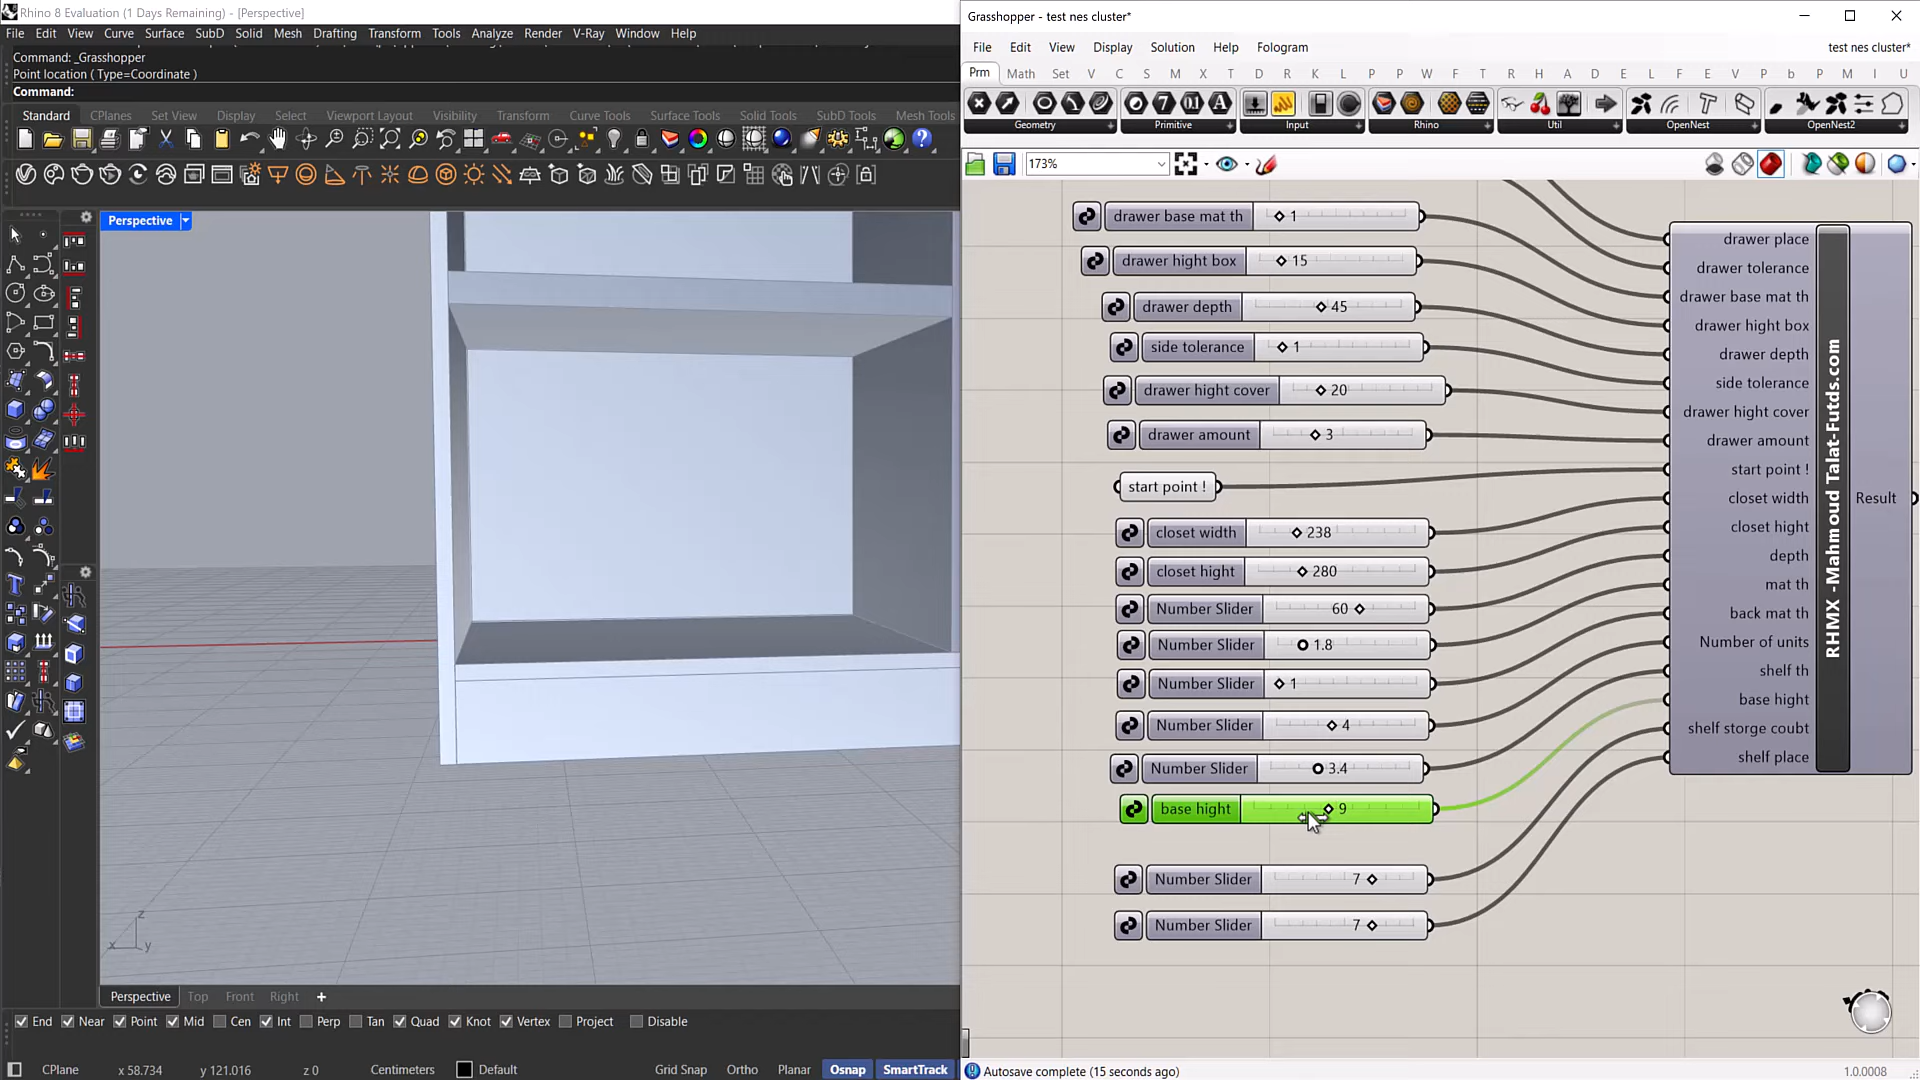 Rhino 8 Evaluation (1 Days Remaining) - [Perspective]
File Edit View Curve Surface SubD Solid Mesh Drafting Transform Tools Analyze Render V-Ray Window Help
Command: _Grasshopper
Point location ( Type=Coordinate )
Command:
Standard CPlanes Set View Display Select Viewport Layout Visibility Transform Curve Tools Surface Tools Solid Tools SubD Tools Mesh Tools
Perspective
z
x y
Perspective Top Front Right
End Near Point Mid Cen Int Perp Tan Quad Knot Vertex Project Disable
CPlane x 58.734 y 121.016 z 0 Centimeters Default Grid Snap Ortho Planar Osnap SmartTrack
Grasshopper - test nes cluster*
File Edit View Display Solution Help Fologram test nes cluster*
Prm Math Set V C S M X T D R K L P P W F T R H A D V P b P M I U
Geometry Primitive Input Rhino Util OpenNest OpenNest2
173%
drawer base mat th 1
drawer hight box 15
drawer depth 45
side tolerance 1
drawer hight cover 20
drawer amount 3
start point !
closet width 238
closet hight 280
Number Slider 60
Number Slider 1.8
Number Slider 1
Number Slider 4
Number Slider 3.4
base hight 9
Number Slider 7
Number Slider 7
drawer place
drawer tolerance
drawer base mat th
drawer hight box
drawer depth
side tolerance
drawer hight cover
drawer amount
start point !
closet width
closet hight
depth
mat th
back mat th
Number of units
shelf th
base hight
shelf storge coubt
shelf place
RHMIX -Mahmoud Talat-Futds.com
Result
Autosave complete (15 seconds ago)
1.0.0008